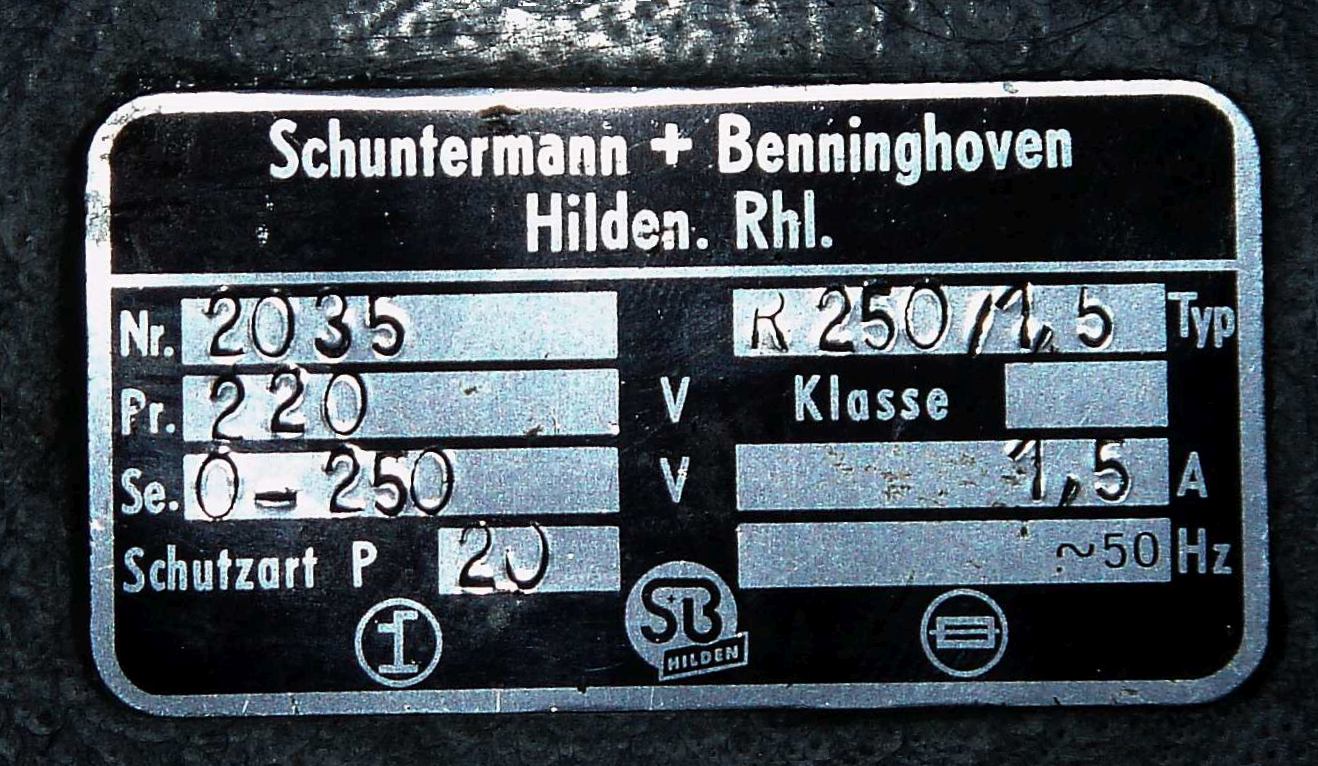 Schuntermann + Benninghoven
Hilden. Rhl.
Nr. 2035 R 250/1,5 Typ
Pr. 220 V Klasse
Se. 0-250 V 1,5 A
Schutzart P 20 ~50 Hz
SB
HILDEN